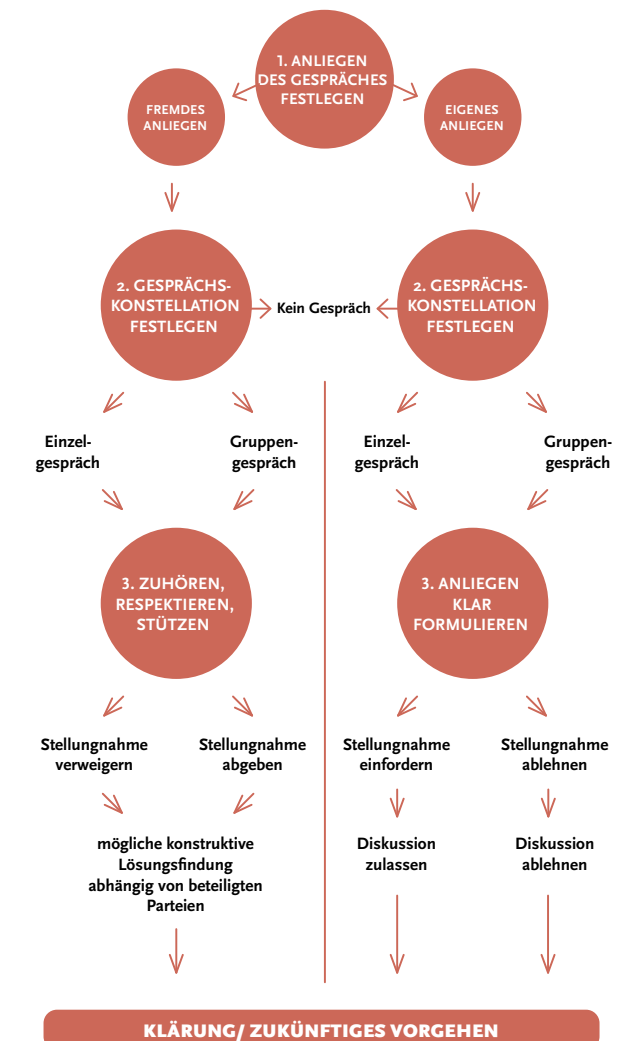 1. ANLIEGEN
DES GESPRÄCHES
FESTLEGEN
FREMDES
ANLIEGEN
EIGENES
ANLIEGEN
2. GESPRÄCHS-
KONSTELLATION
FESTLEGEN
Kein Gespräch
2. GESPRÄCHS-
KONSTELLATION
FESTLEGEN
Einzel-
gespräch
Gruppen-
gespräch
Einzel-
gespräch
Gruppen-
gespräch
3. ZUHÖREN,
RESPEKTIEREN,
STÜTZEN
3. ANLIEGEN
KLAR
FORMULIEREN
Stellungnahme
verweigern
Stellungnahme
abgeben
Stellungnahme
einfordern
Stellungnahme
ablehnen
mögliche konstruktive
Lösungsfindung
abhängig von beteiligten
Parteien
Diskussion
zulassen
Diskussion
ablehnen
KLÄRUNG/ ZUKÜNFTIGES VORGEHEN